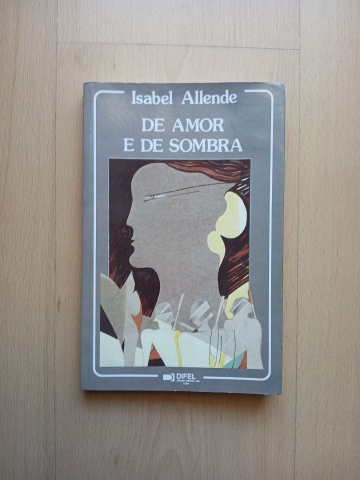 Isabel Allende
DE AMOR
E DE SOMBRA
DIFEL